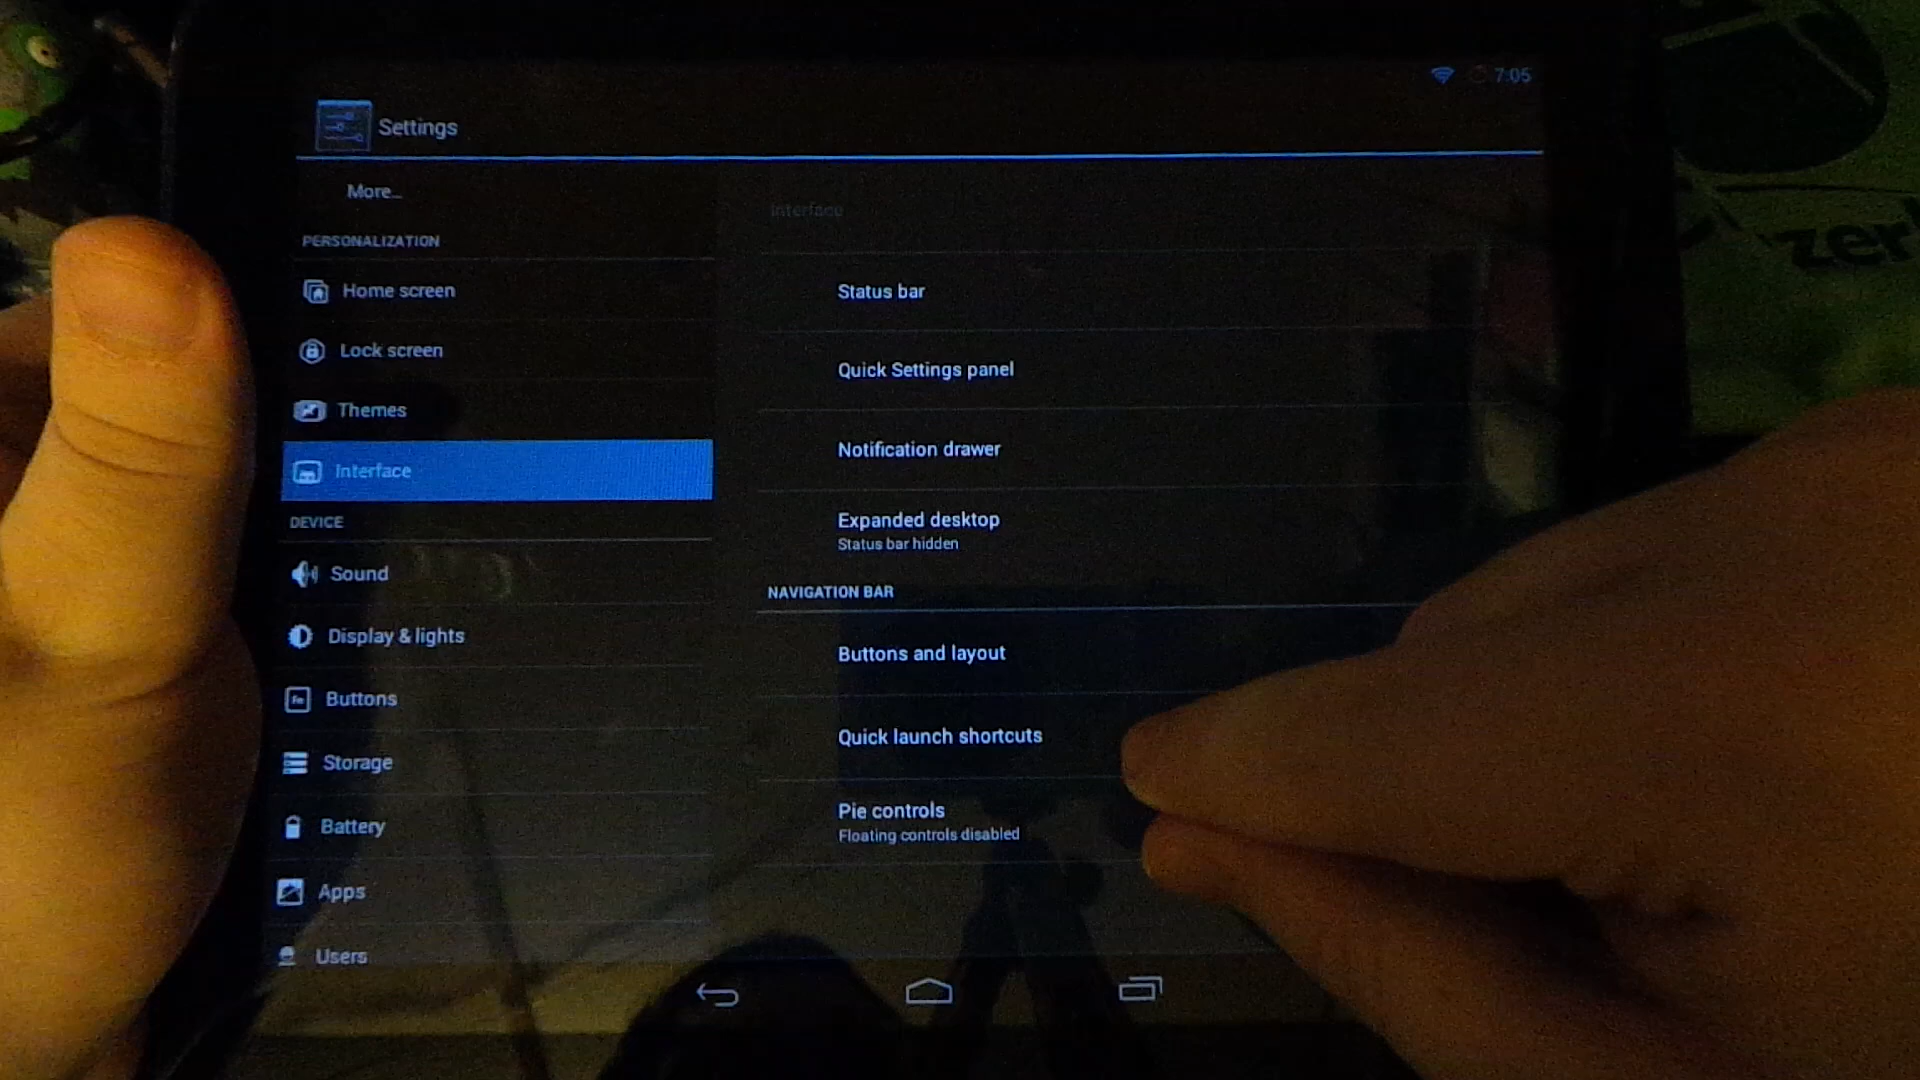 7:05
Settings
More...
PERSONALIZATION
Home screen
Lock screen
Themes
Interface
DEVICE
Sound
Display & lights
Buttons
Storage
Battery
Apps
Users
Interface
Status bar
Quick Settings panel
Notification drawer
Expanded desktop
Status bar hidden
NAVIGATION BAR
Buttons and layout
Quick launch shortcuts
Pie controls
Floating controls disabled
zer